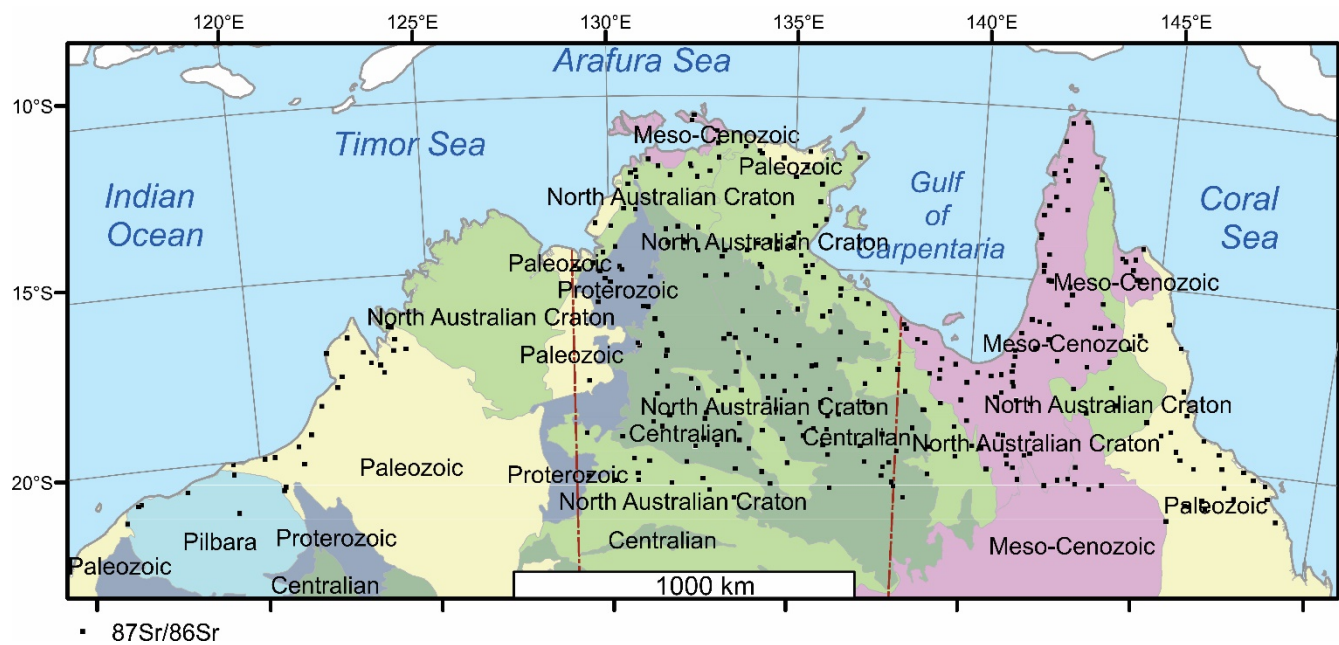 120°E
125°E
130°E
135°E
140°E
145°E
Arafura Sea
10°S
Meso-Cenozoic
Timor Sea
Paleozoic
Indian
Ocean
North Australian Craton
Gulf
of
Carpentaria
Coral
Sea
North Australian Craton
Paleozoic
Meso-Cenozoic
15°S
Proterozoic
North Australian Craton
Meso-Cenozoic
Paleozoic
North Australian Craton
North Australian Craton
Centralian
Centralian
North Australian Craton
Paleozoic
Proterozoic
20°S
North Australian Craton
Paleozoic
Pilbara
Proterozoic
Centralian
Meso-Cenozoic
Paleozoic
Centralian
1000 km
87Sr/86Sr